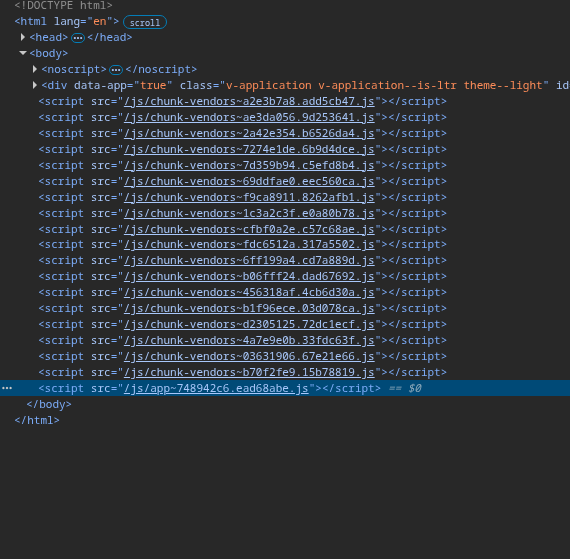 <!DOCTYPE html>
<html lang="en"> scroll
<head> ⋯ </head>
<body>
<noscript> ⋯ </noscript>
<div data-app="true" class="v-application v-application--is-ltr theme--light" id
<script src="/js/chunk-vendors~a2e3b7a8.add5cb47.js"></script>
<script src="/js/chunk-vendors~ae3da056.9d253641.js"></script>
<script src="/js/chunk-vendors~2a42e354.b6526da4.js"></script>
<script src="/js/chunk-vendors~7274e1de.6b9d4dce.js"></script>
<script src="/js/chunk-vendors~7d359b94.c5efd8b4.js"></script>
<script src="/js/chunk-vendors~69ddfae0.eec560ca.js"></script>
<script src="/js/chunk-vendors~f9ca8911.8262afb1.js"></script>
<script src="/js/chunk-vendors~1c3a2c3f.e0a80b78.js"></script>
<script src="/js/chunk-vendors~cfbf0a2e.c57c68ae.js"></script>
<script src="/js/chunk-vendors~fdc6512a.317a5502.js"></script>
<script src="/js/chunk-vendors~6ff199a4.cd7a889d.js"></script>
<script src="/js/chunk-vendors~b06fff24.dad67692.js"></script>
<script src="/js/chunk-vendors~456318af.4cb6d30a.js"></script>
<script src="/js/chunk-vendors~b1f96ece.03d078ca.js"></script>
<script src="/js/chunk-vendors~d2305125.72dc1ecf.js"></script>
<script src="/js/chunk-vendors~4a7e9e0b.33fdc63f.js"></script>
<script src="/js/chunk-vendors~03631906.67e21e66.js"></script>
<script src="/js/chunk-vendors~b70f2fe9.15b78819.js"></script>
<script src="/js/app~748942c6.ead68abe.js"></script> == $0
</body>
</html>